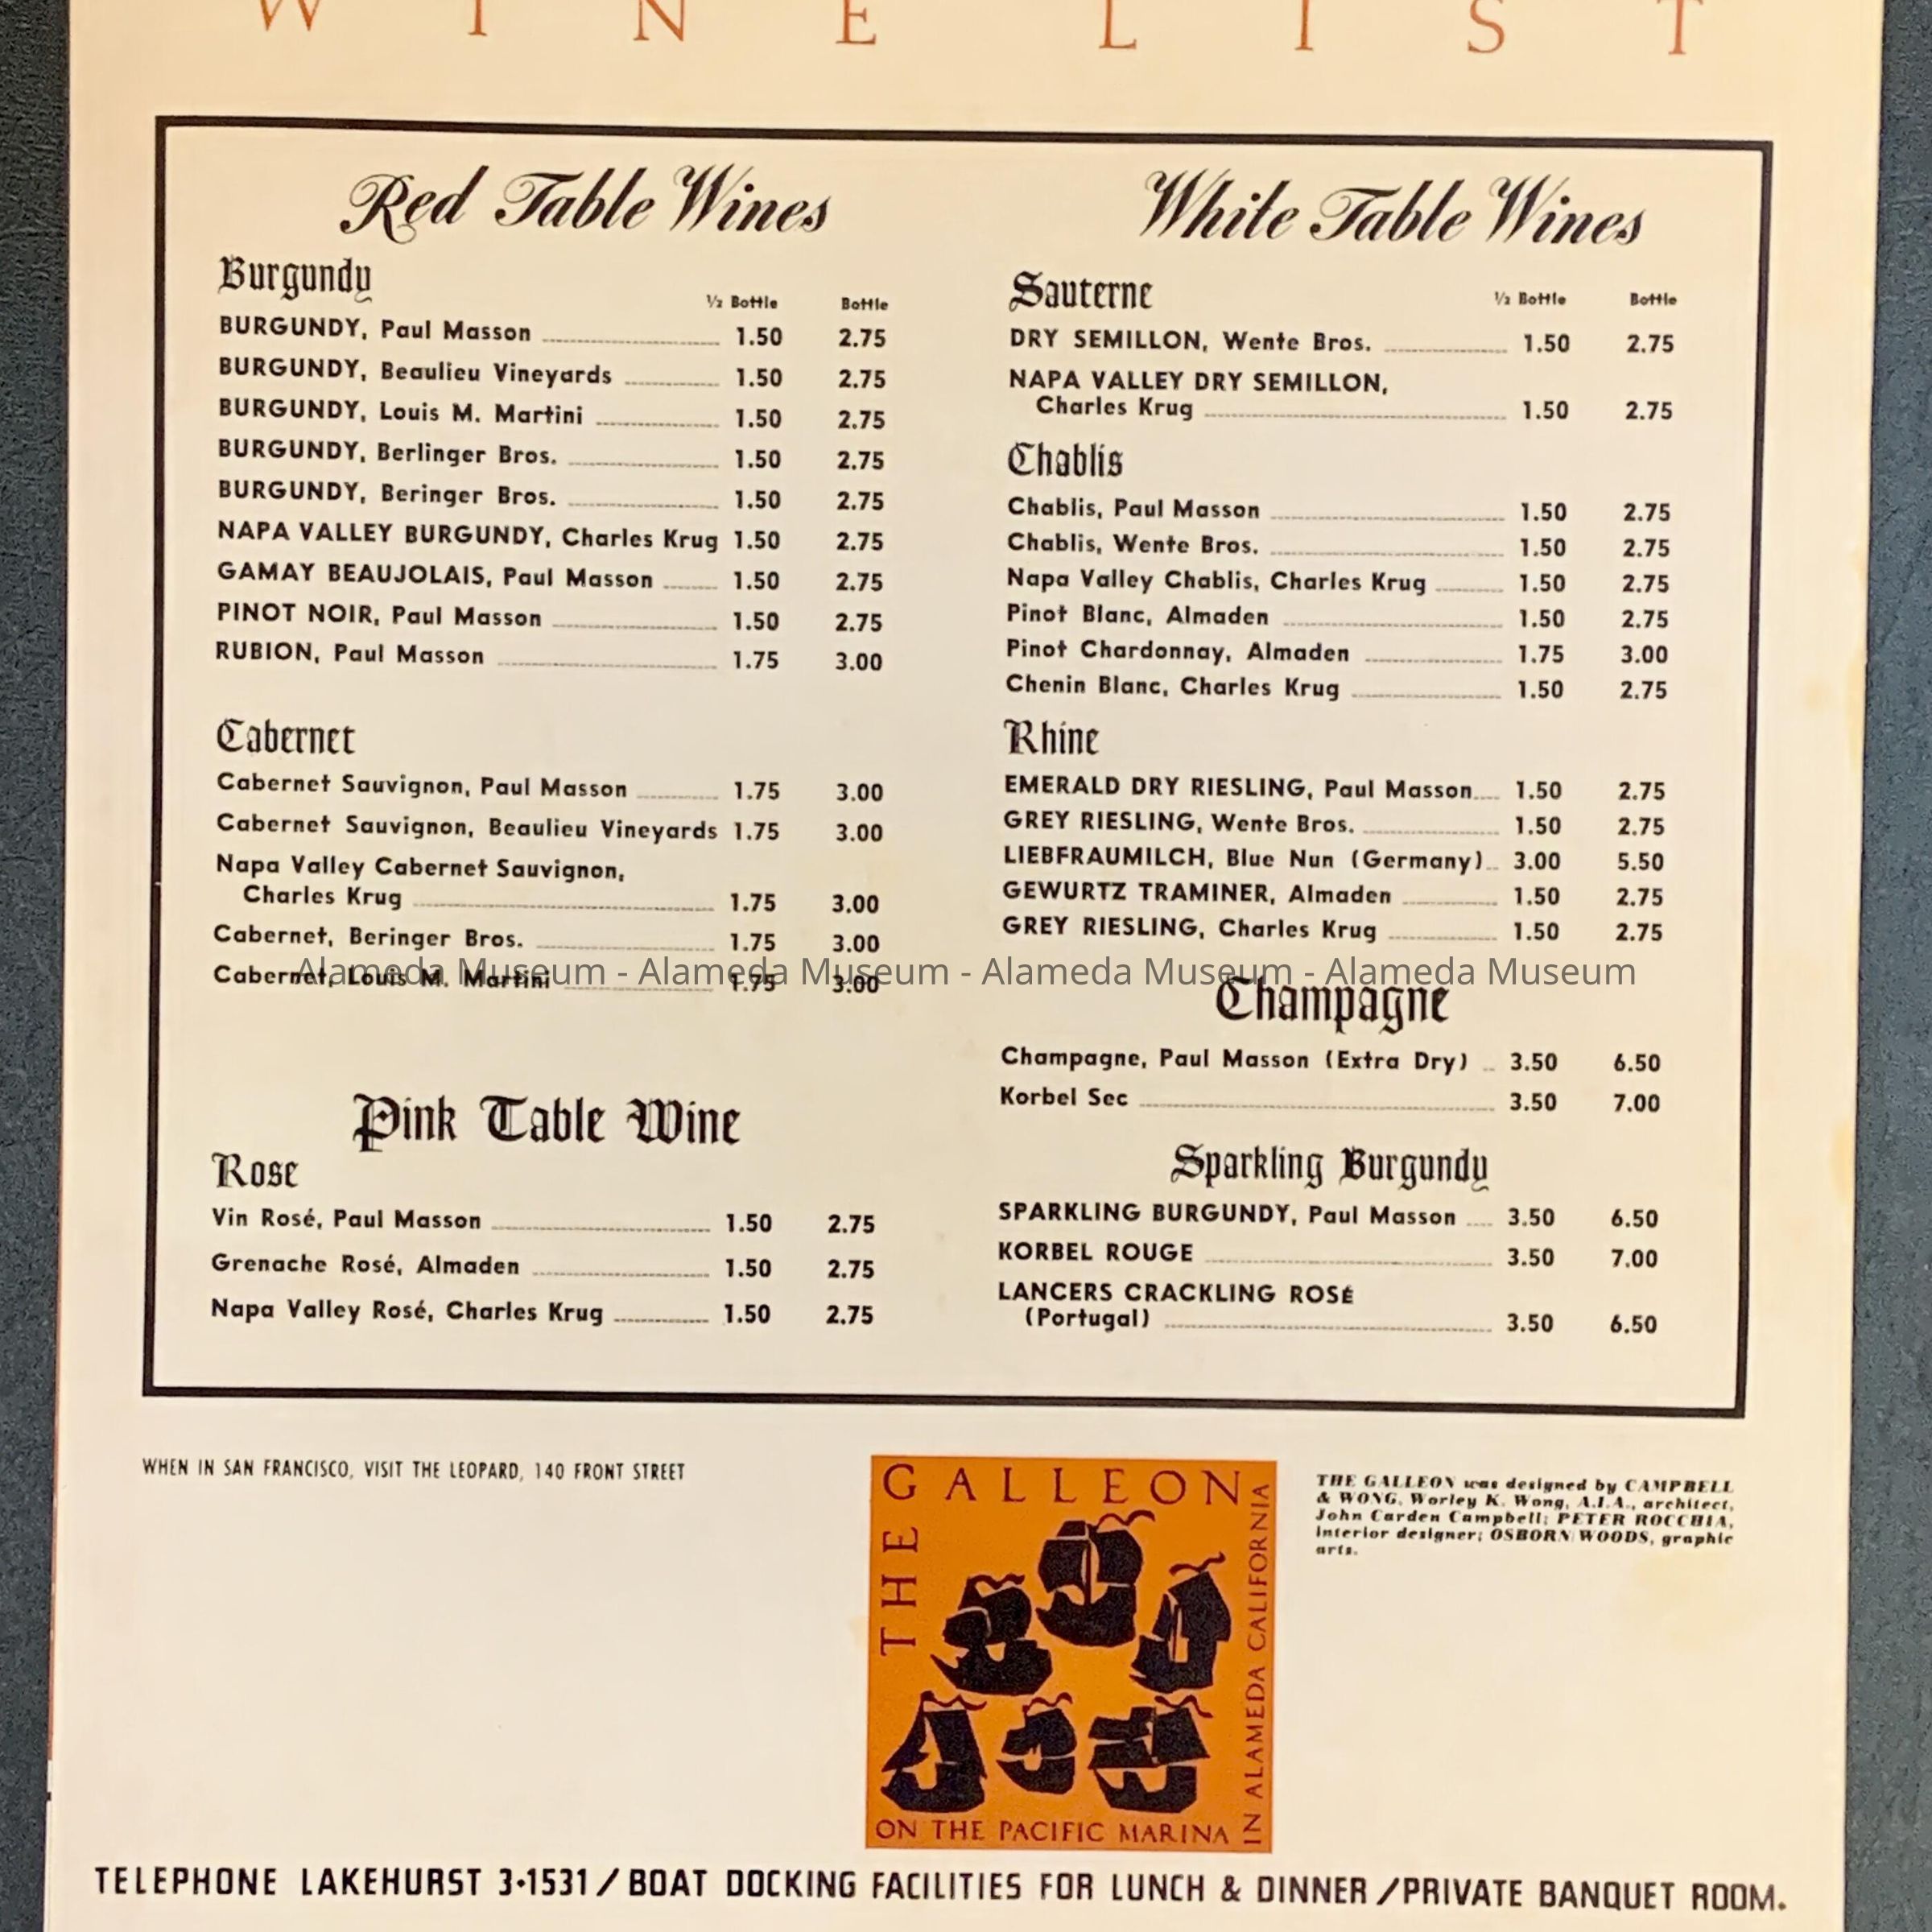 WINE LIST
Red Table Wines
Burgundy
½ Bottle Bottle
BURGUNDY, Paul Masson 1.50 2.75
BURGUNDY, Beaulieu Vineyards 1.50 2.75
BURGUNDY, Louis M. Martini 1.50 2.75
BURGUNDY, Berlinger Bros. 1.50 2.75
BURGUNDY, Beringer Bros. 1.50 2.75
NAPA VALLEY BURGUNDY, Charles Krug 1.50 2.75
GAMAY BEAUJOLAIS, Paul Masson 1.50 2.75
PINOT NOIR, Paul Masson 1.50 2.75
RUBION, Paul Masson 1.75 3.00
Cabernet
Cabernet Sauvignon, Paul Masson 1.75 3.00
Cabernet Sauvignon, Beaulieu Vineyards 1.75 3.00
Napa Valley Cabernet Sauvignon,
Charles Krug 1.75 3.00
Cabernet, Beringer Bros. 1.75 3.00
Cabernet, Louis M. Martini 1.75 3.00
Pink Table Wine
Rose
Vin Rosé, Paul Masson 1.50 2.75
Grenache Rosé, Almaden 1.50 2.75
Napa Valley Rosé, Charles Krug 1.50 2.75
White Table Wines
Sauterne
½ Bottle Bottle
DRY SEMILLON, Wente Bros. 1.50 2.75
NAPA VALLEY DRY SEMILLON,
Charles Krug 1.50 2.75
Chablis
Chablis, Paul Masson 1.50 2.75
Chablis, Wente Bros. 1.50 2.75
Napa Valley Chablis, Charles Krug 1.50 2.75
Pinot Blanc, Almaden 1.50 2.75
Pinot Chardonnay, Almaden 1.75 3.00
Chenin Blanc, Charles Krug 1.50 2.75
Rhine
EMERALD DRY RIESLING, Paul Masson 1.50 2.75
GREY RIESLING, Wente Bros. 1.50 2.75
LIEBFRAUMILCH, Blue Nun (Germany) 3.00 5.50
GEWURTZ TRAMINER, Almaden 1.50 2.75
GREY RIESLING, Charles Krug 1.50 2.75
Alameda Museum - Alameda Museum - Alameda Museum - Alameda Museum
Champagne
Champagne, Paul Masson (Extra Dry) 3.50 6.50
Korbel Sec 3.50 7.00
Sparkling Burgundy
SPARKLING BURGUNDY, Paul Masson 3.50 6.50
KORBEL ROUGE 3.50 7.00
LANCERS CRACKLING ROSÉ
(Portugal) 3.50 6.50
WHEN IN SAN FRANCISCO, VISIT THE LEOPARD, 140 FRONT STREET
THE GALLEON
IN ALAMEDA CALIFORNIA
ON THE PACIFIC MARINA
THE GALLEON was designed by CAMPBELL
& WONG, Worley K. Wong, A.I.A., architect,
John Carden Campbell; PETER ROCCHIA,
interior designer; OSBORN WOODS, graphic
arts.
TELEPHONE LAKEHURST 3·1531 / BOAT DOCKING FACILITIES FOR LUNCH & DINNER / PRIVATE BANQUET ROOM.